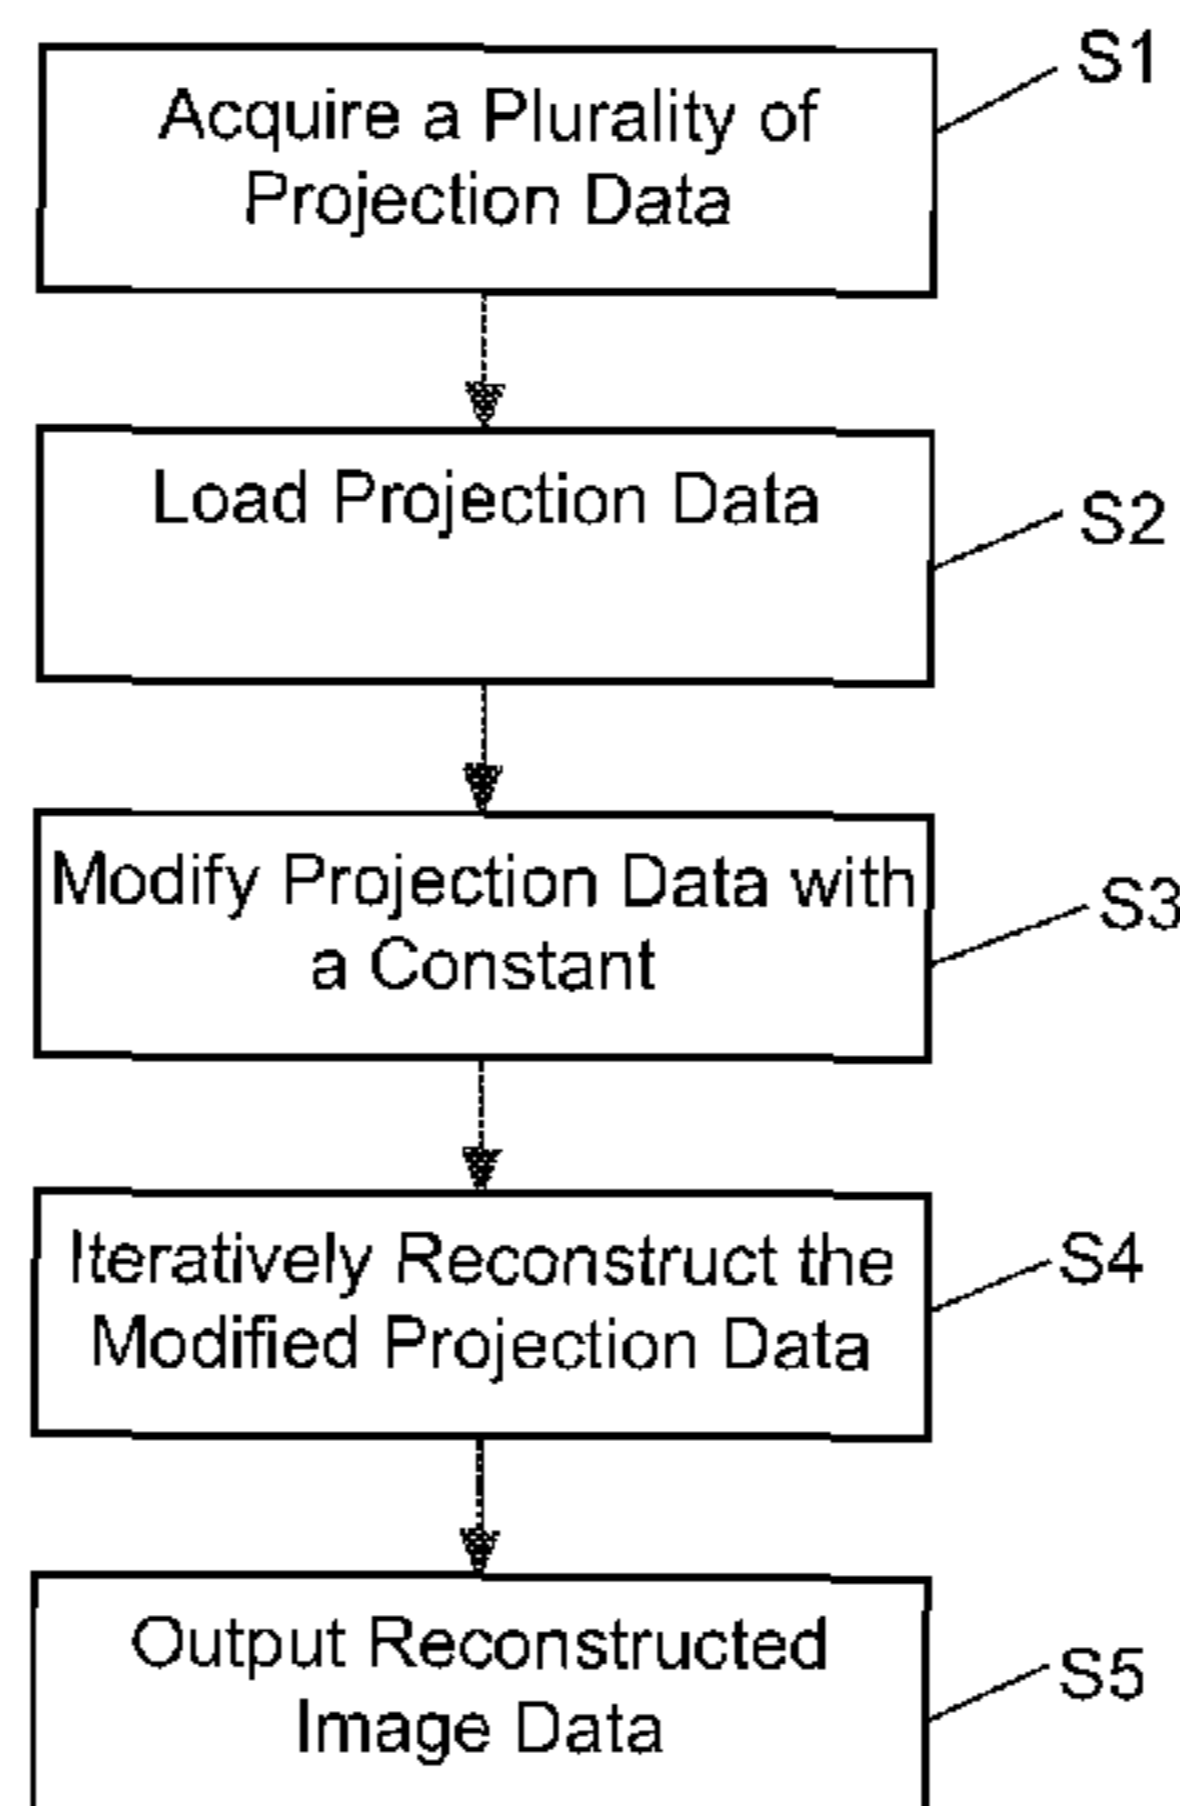 Acquire a Plurality of
Projection Data
S1
Load Projection Data
S2
Modify Projection Data with
a Constant
S3
Iteratively Reconstruct the
Modified Projection Data
S4
Output Reconstructed
Image Data
S5